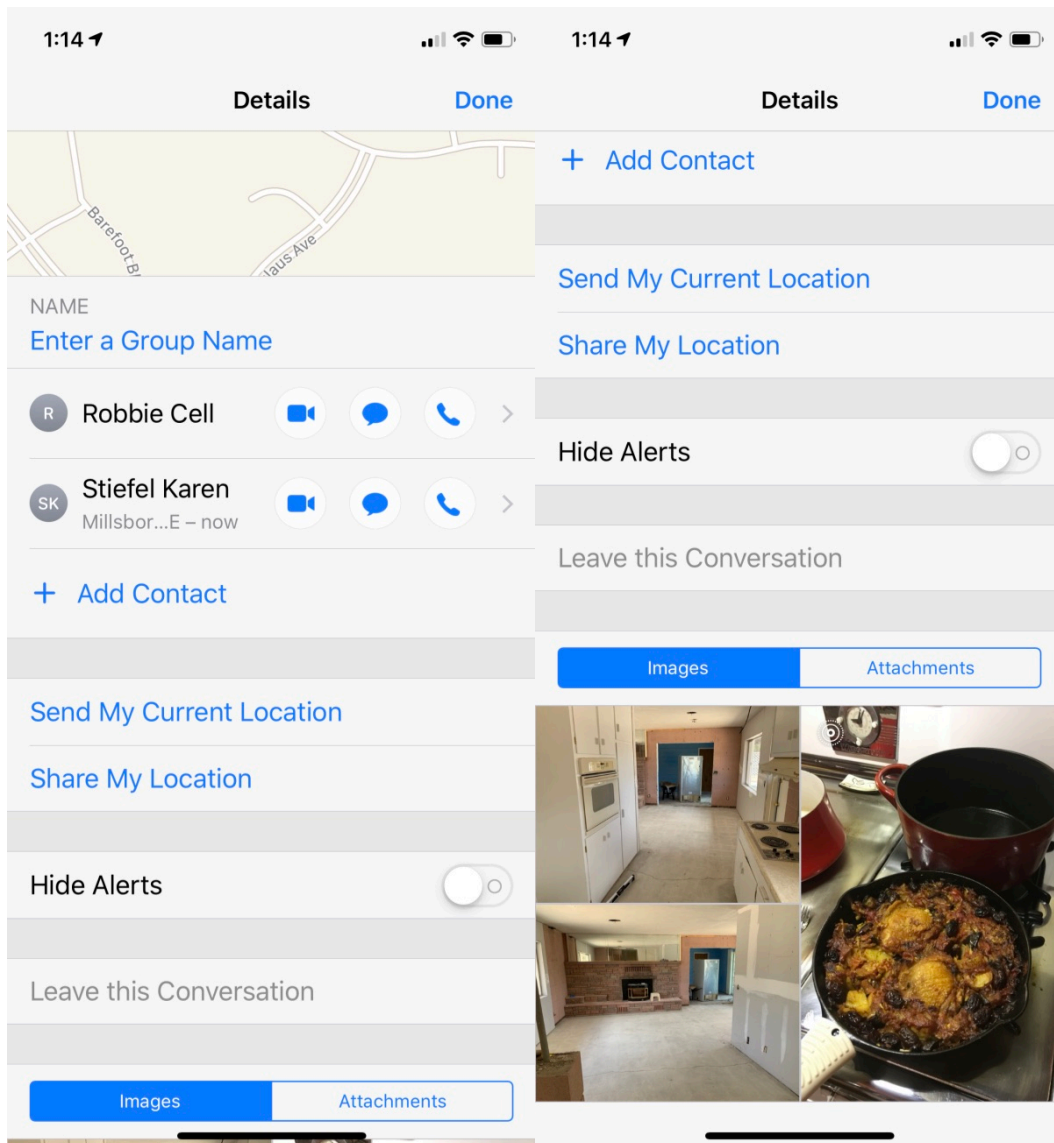 1:14
Details
Done
Barefoot B
laus Ave
NAME
Enter a Group Name
R
Robbie Cell
SK
Stiefel Karen
Millsbor...E – now
+ Add Contact
Send My Current Location
Share My Location
Hide Alerts
Leave this Conversation
Images
Attachments
1:14
Details
Done
+ Add Contact
Send My Current Location
Share My Location
Hide Alerts
Leave this Conversation
Images
Attachments